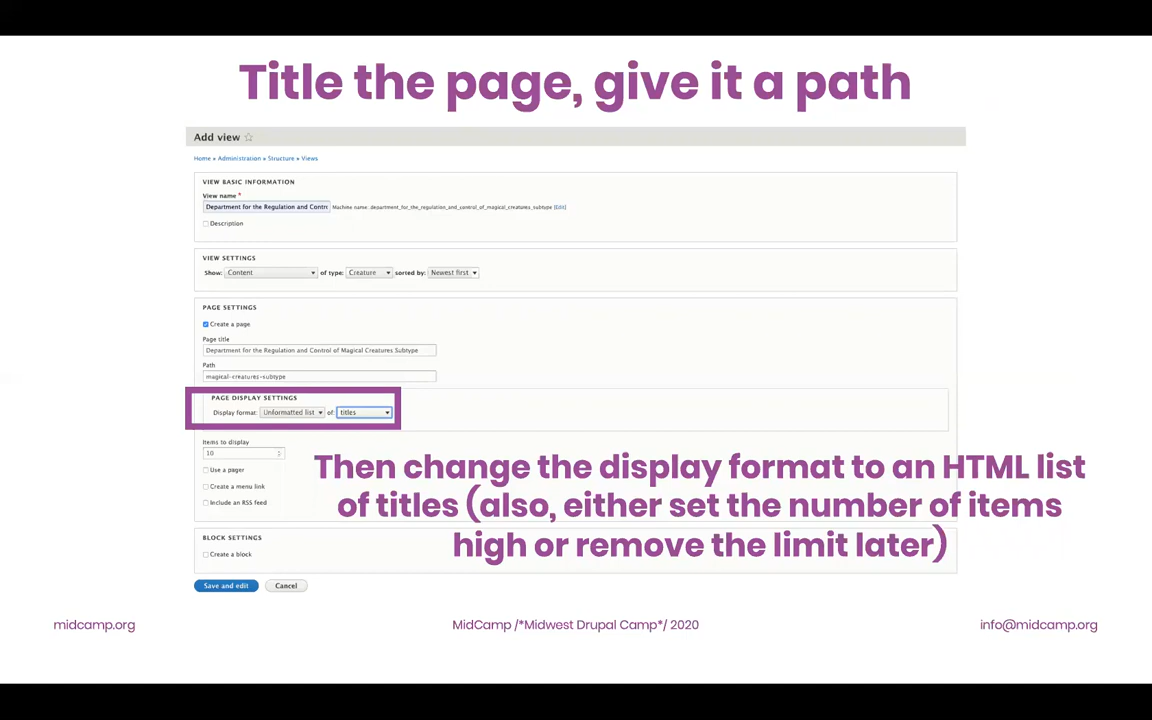 Title the page, give it a path
Add view
Home » Administration » Structure » Views
VIEW BASIC INFORMATION
View name *
Department for the Regulation and Contro Machine name: department_for_the_regulation_and_control_of_magical_creatures_subtype [Edit]
Description
VIEW SETTINGS
Show: Content of type: Creature sorted by: Newest first
PAGE SETTINGS
Create a page
Page title
Department for the Regulation and Control of Magical Creatures Subtype
Path
magical-creatures-subtype
PAGE DISPLAY SETTINGS
Display format: Unformatted list of: titles
Items to display
10
Use a pager
Create a menu link
Include an RSS feed
Then change the display format to an HTML list
of titles (also, either set the number of items
high or remove the limit later)
BLOCK SETTINGS
Create a block
Save and edit Cancel
midcamp.org MidCamp /*Midwest Drupal Camp*/ 2020 info@midcamp.org